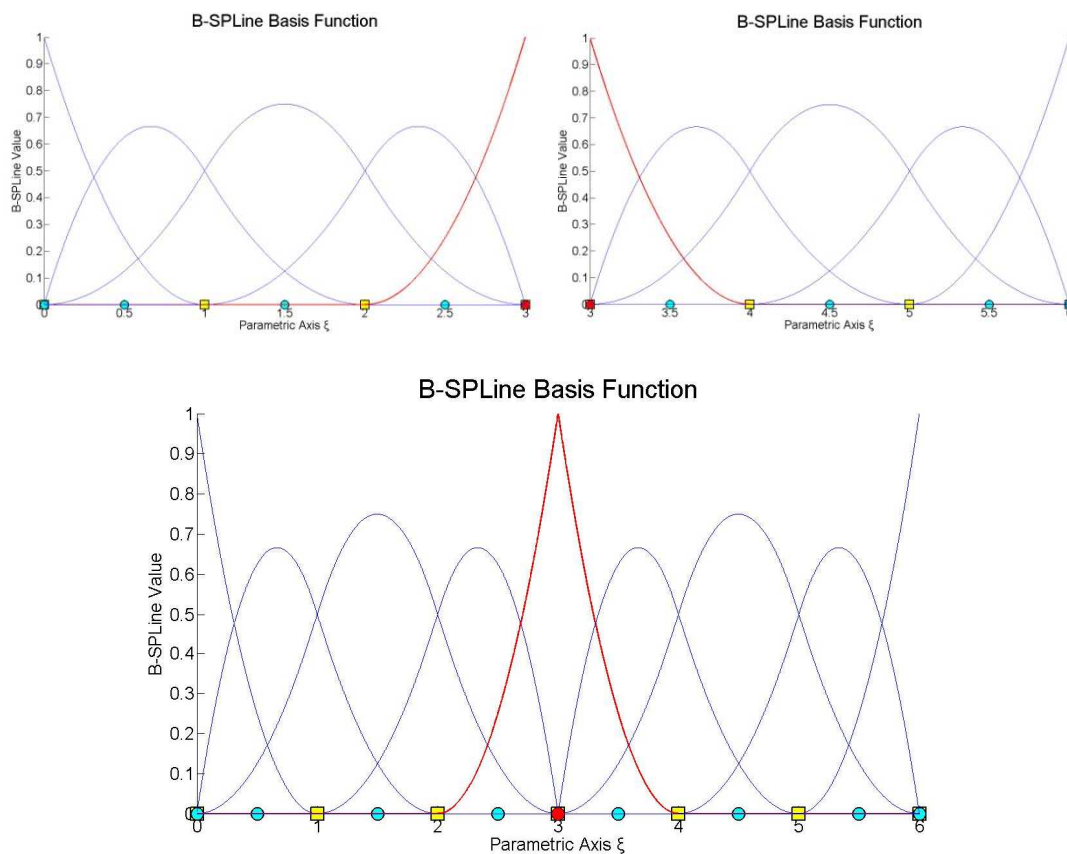 B-SPLine Basis Function
B-SPLine Value
1
0.9
0.8
0.7
0.6
0.5
0.4
0.3
0.2
0.1
0
0 0.5 1 1.5 2 2.5 3
Parametric Axis ξ
B-SPLine Basis Function
B-SPLine Value
1
0.9
0.8
0.7
0.6
0.5
0.4
0.3
0.2
0.1
0
3 3.5 4 4.5 5 5.5
Parametric Axis ξ
B-SPLine Basis Function
B-SPLine Value
1
0.9
0.8
0.7
0.6
0.5
0.4
0.3
0.2
0.1
0
0 1 2 3 4 5 6
Parametric Axis ξ